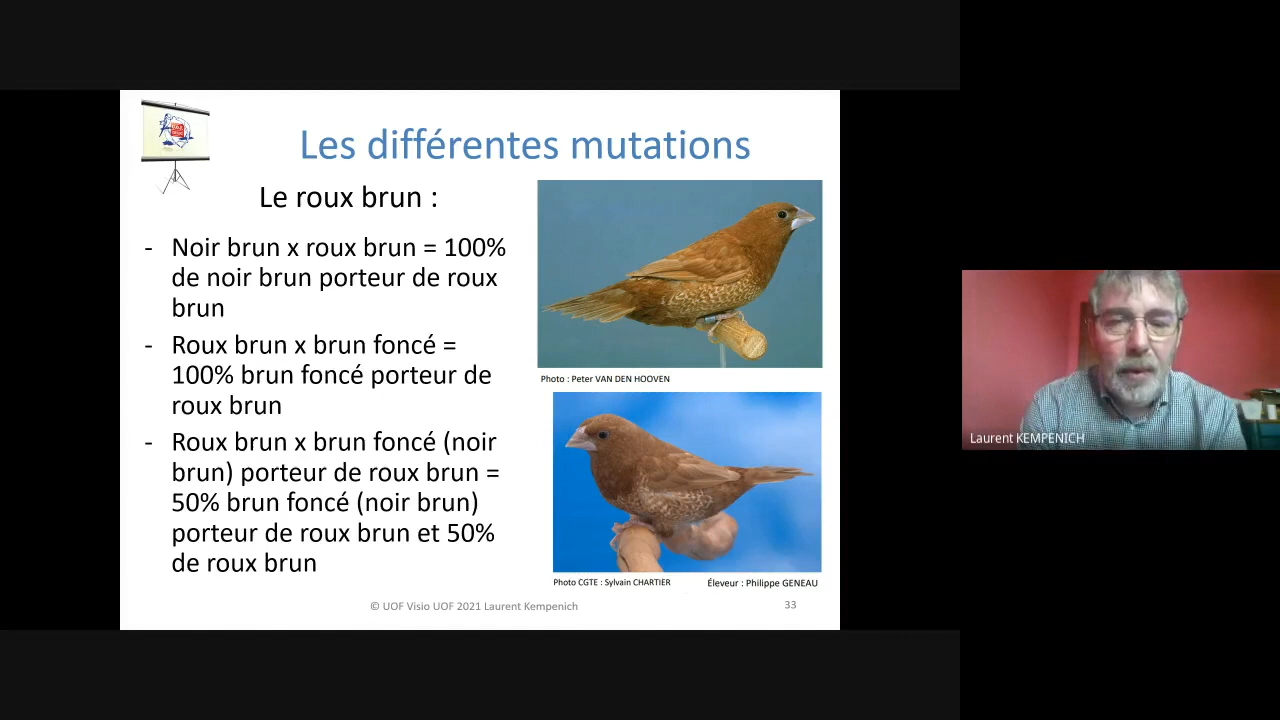 Les différentes mutations
Le roux brun :
- Noir brun x roux brun = 100%
de noir brun porteur de roux
brun
- Roux brun x brun foncé =
100% brun foncé porteur de
roux brun
- Roux brun x brun foncé (noir
brun) porteur de roux brun =
50% brun foncé (noir brun)
porteur de roux brun et 50%
de roux brun
Photo : Peter VAN DEN HOOVEN
Photo CGTE : Sylvain CHARTIER
Éleveur : Philippe GENEAU
© UOF Visio UOF 2021 Laurent Kempenich
33
Laurent KEMPENICH